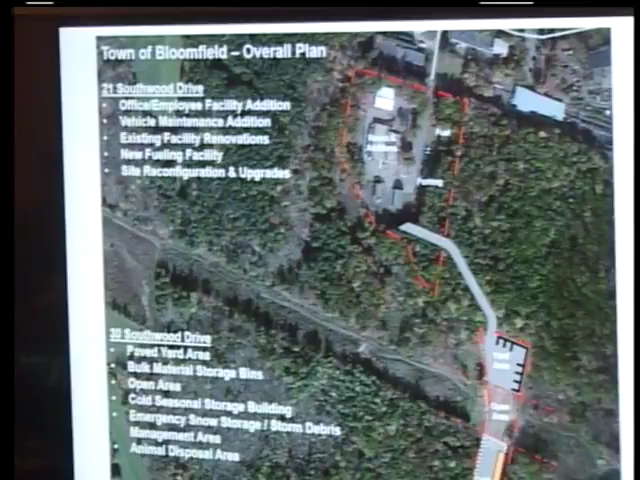 Town of Bloomfield – Overall Plan
21 Southwood Drive
• Office/Employee Facility Addition
• Vehicle Maintenance Addition
• Existing Facility Renovations
• New Fueling Facility
• Site Reconfiguration & Upgrades
30 Southwood Drive
• Paved Yard Area
• Bulk Material Storage Bins
• Open Area
• Cold Seasonal Storage Building
• Emergency Snow Storage / Storm Debris
Management Area
• Animal Disposal Area
Yard